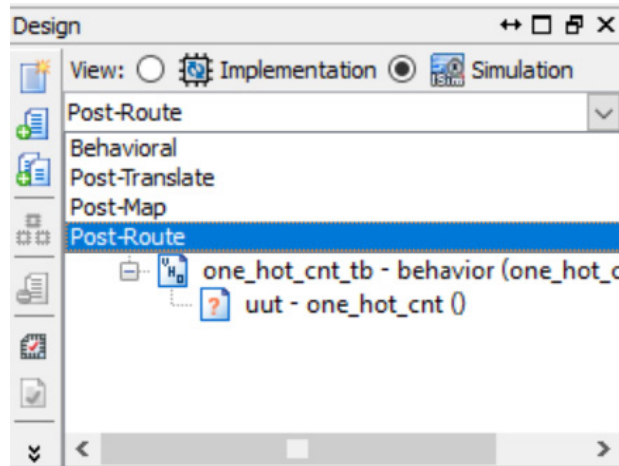 Design
View: Implementation Simulation
Post-Route
Behavioral
Post-Translate
Post-Map
Post-Route
one_hot_cnt_tb - behavior (one_hot_c
uut - one_hot_cnt ()